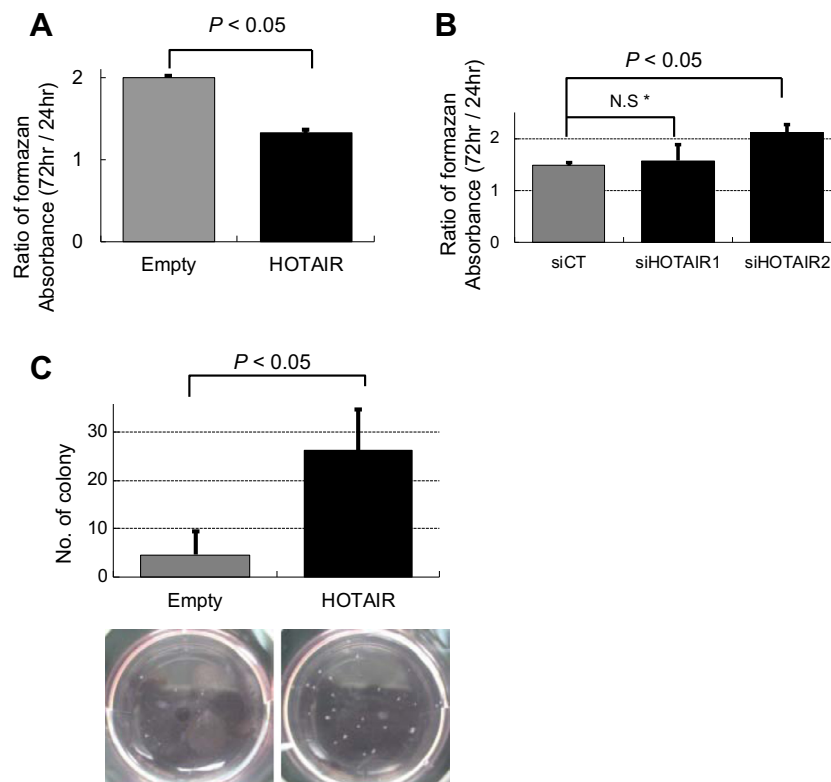 A
P < 0.05
Ratio of formazan
Absorbance (72hr / 24hr)
2
1
0
Empty HOTAIR
B
P < 0.05
N.S *
Ratio of formazan
Absorbance (72hr / 24hr)
2
1
0
siCT siHOTAIR1 siHOTAIR2
C
P < 0.05
No. of colony
30
20
10
0
Empty HOTAIR